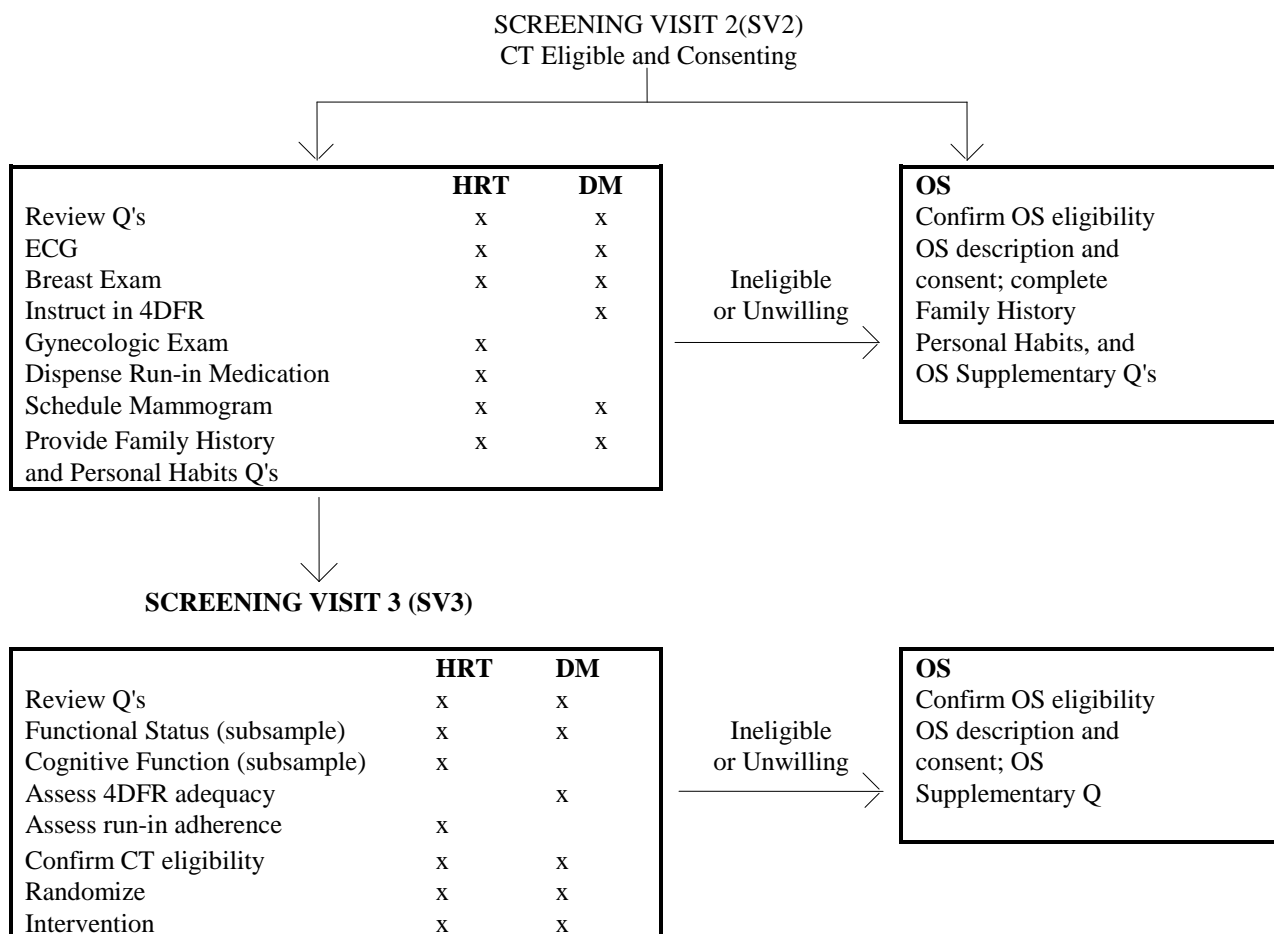 SCREENING VISIT 2(SV2)
CT Eligible and Consenting
HRT DM
Review Q's x x
ECG x x
Breast Exam x x
Instruct in 4DFR x
Gynecologic Exam x
Dispense Run-in Medication x
Schedule Mammogram x x
Provide Family History x x
and Personal Habits Q's
Ineligible
or Unwilling
OS
Confirm OS eligibility
OS description and
consent; complete
Family History
Personal Habits, and
OS Supplementary Q's
SCREENING VISIT 3 (SV3)
HRT DM
Review Q's x x
Functional Status (subsample) x x
Cognitive Function (subsample) x
Assess 4DFR adequacy x
Assess run-in adherence x
Confirm CT eligibility x x
Randomize x x
Intervention x x
Ineligible
or Unwilling
OS
Confirm OS eligibility
OS description and
consent; OS
Supplementary Q